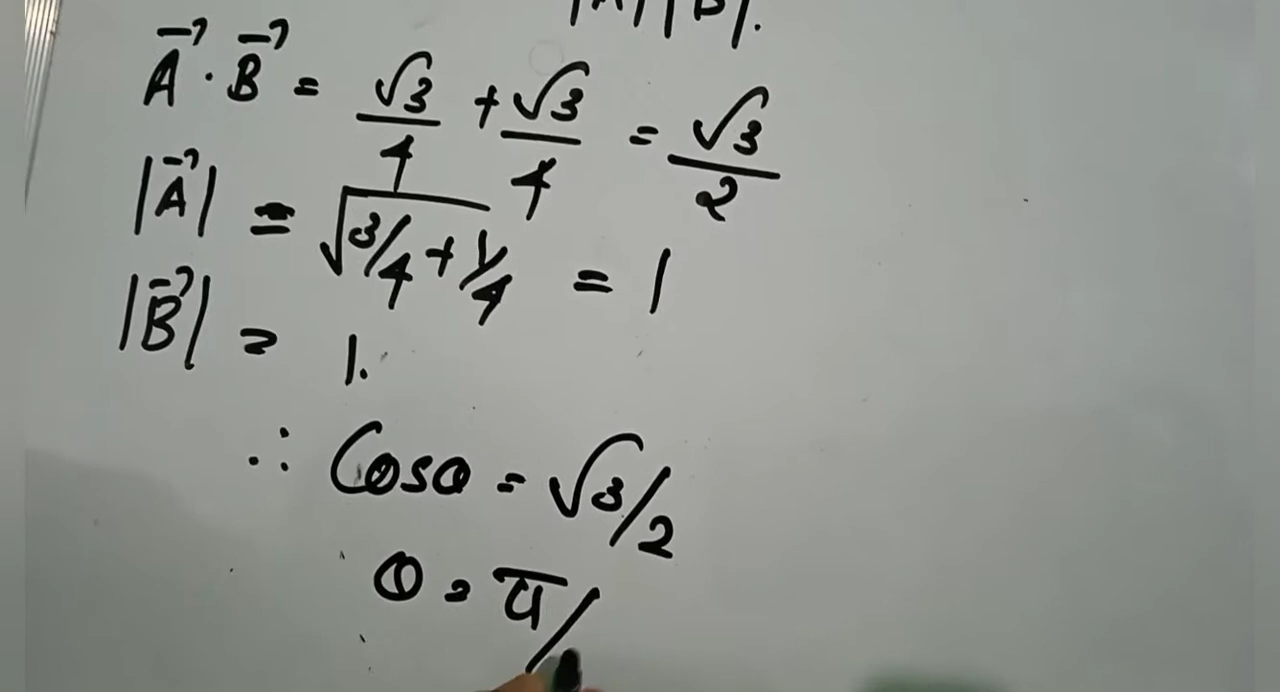 |A||B|.
A⃗ · B⃗ = √3/4 + √3/4 = √3/2
|A⃗| = √(3/4 + 1/4) = 1
|B⃗| = 1.
∴ Cosθ = √3/2
θ = π/